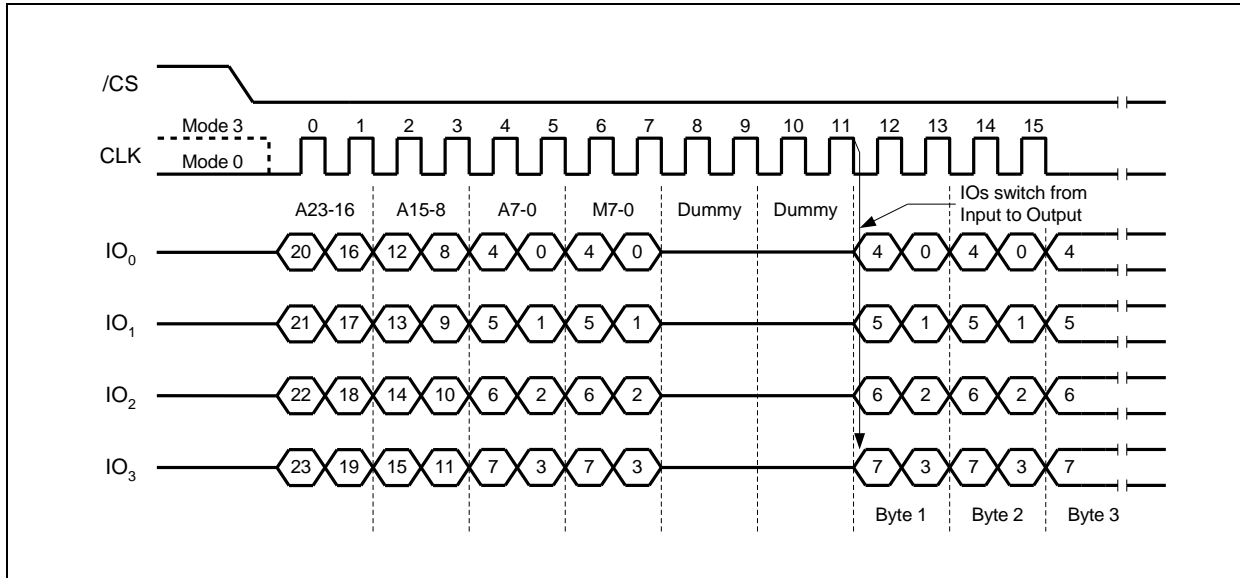 /CS
Mode 3 0 1 2 3 4 5 6 7 8 9 10 11 12 13 14 15
CLK
Mode 0
A23-16 A15-8 A7-0 M7-0 Dummy Dummy
IOs switch from
Input to Output
IO0 20 16 12 8 4 0 4 0 4 0 4 0 4
IO1 21 17 13 9 5 1 5 1 5 1 5 1 5
IO2 22 18 14 10 6 2 6 2 6 2 6 2 6
IO3 23 19 15 11 7 3 7 3 7 3 7 3 7
Byte 1 Byte 2 Byte 3